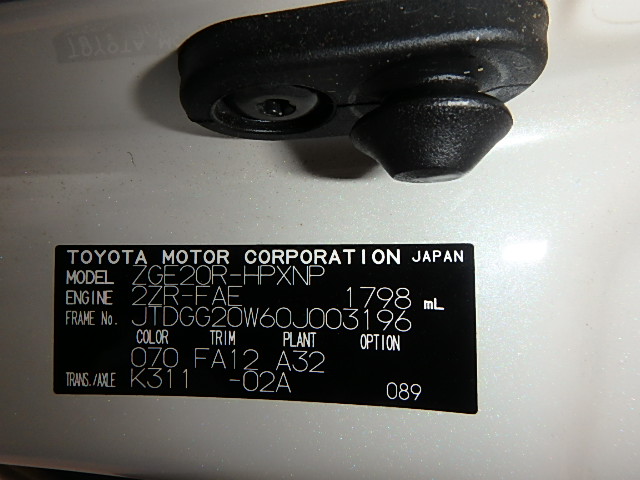 TOYOTA MOTOR CORPORATION JAPAN
MODEL ZGE20R-HPXNP
ENGINE 2ZR-FAE 1798 mL
FRAME No. JTDGG20W60J003196
COLOR TRIM PLANT OPTION
070 FA12 A32
TRANS./AXLE K311 -02A 089